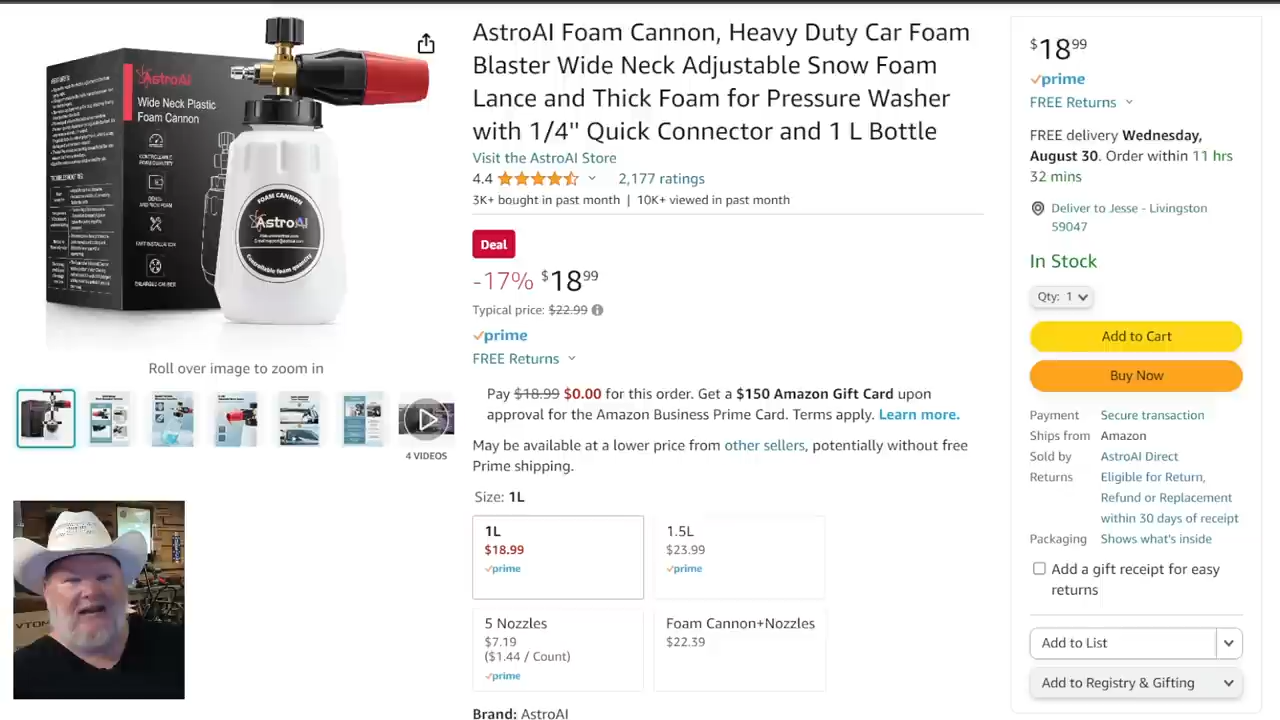 AstroAI
Wide Neck Plastic
Foam Cannon
CONTROLLABLE
FOAM QUANTITY
FOAM CANNON
AstroAI
Controllable foam quantity
Roll over image to zoom in
4 VIDEOS
AstroAI Foam Cannon, Heavy Duty Car Foam
Blaster Wide Neck Adjustable Snow Foam
Lance and Thick Foam for Pressure Washer
with 1/4" Quick Connector and 1 L Bottle
Visit the AstroAI Store
4.4 2,177 ratings
3K+ bought in past month | 10K+ viewed in past month
Deal
-17% $18 99
Typical price: $22.99
prime
FREE Returns
Pay $18.99 $0.00 for this order. Get a $150 Amazon Gift Card upon
approval for the Amazon Business Prime Card. Terms apply. Learn more.
May be available at a lower price from other sellers, potentially without free
Prime shipping.
Size: 1L
1L
$18.99
prime
1.5L
$23.99
prime
5 Nozzles
$7.19
($1.44 / Count)
prime
Foam Cannon+Nozzles
$22.39
Brand: AstroAI
$18 99
prime
FREE Returns
FREE delivery Wednesday,
August 30. Order within 11 hrs
32 mins
Deliver to Jesse - Livingston
59047
In Stock
Qty: 1
Add to Cart
Buy Now
Payment Secure transaction
Ships from Amazon
Sold by AstroAI Direct
Returns Eligible for Return,
Refund or Replacement
within 30 days of receipt
Packaging Shows what's inside
Add a gift receipt for easy
returns
Add to List
Add to Registry & Gifting